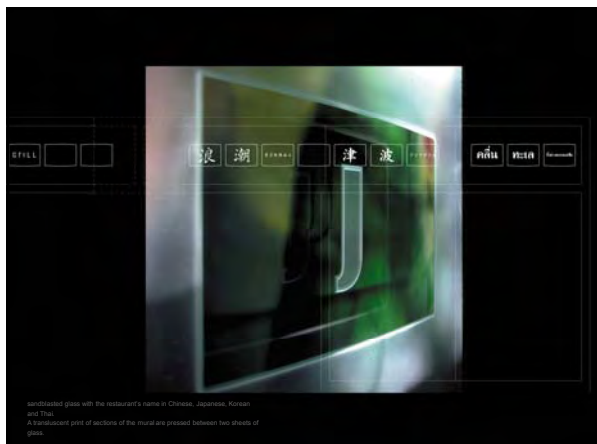 STILL 浪 潮 津 波 คลื่น ทะเล
J
sandblasted glass with the restaurant's name in Chinese, Japanese, Korean
and Thai.
A translucent print of sections of the mural are pressed between two sheets of
glass.